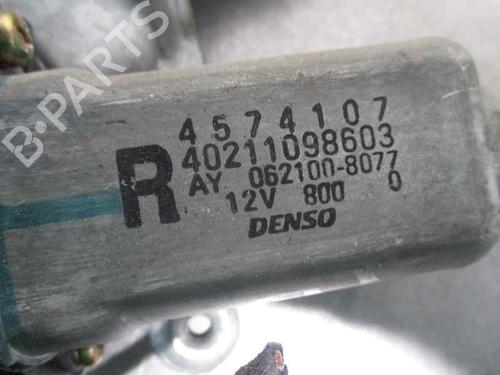 B-PARTS
4574107
40211098603
R AY 062100-8077
12V 800 0
DENSO